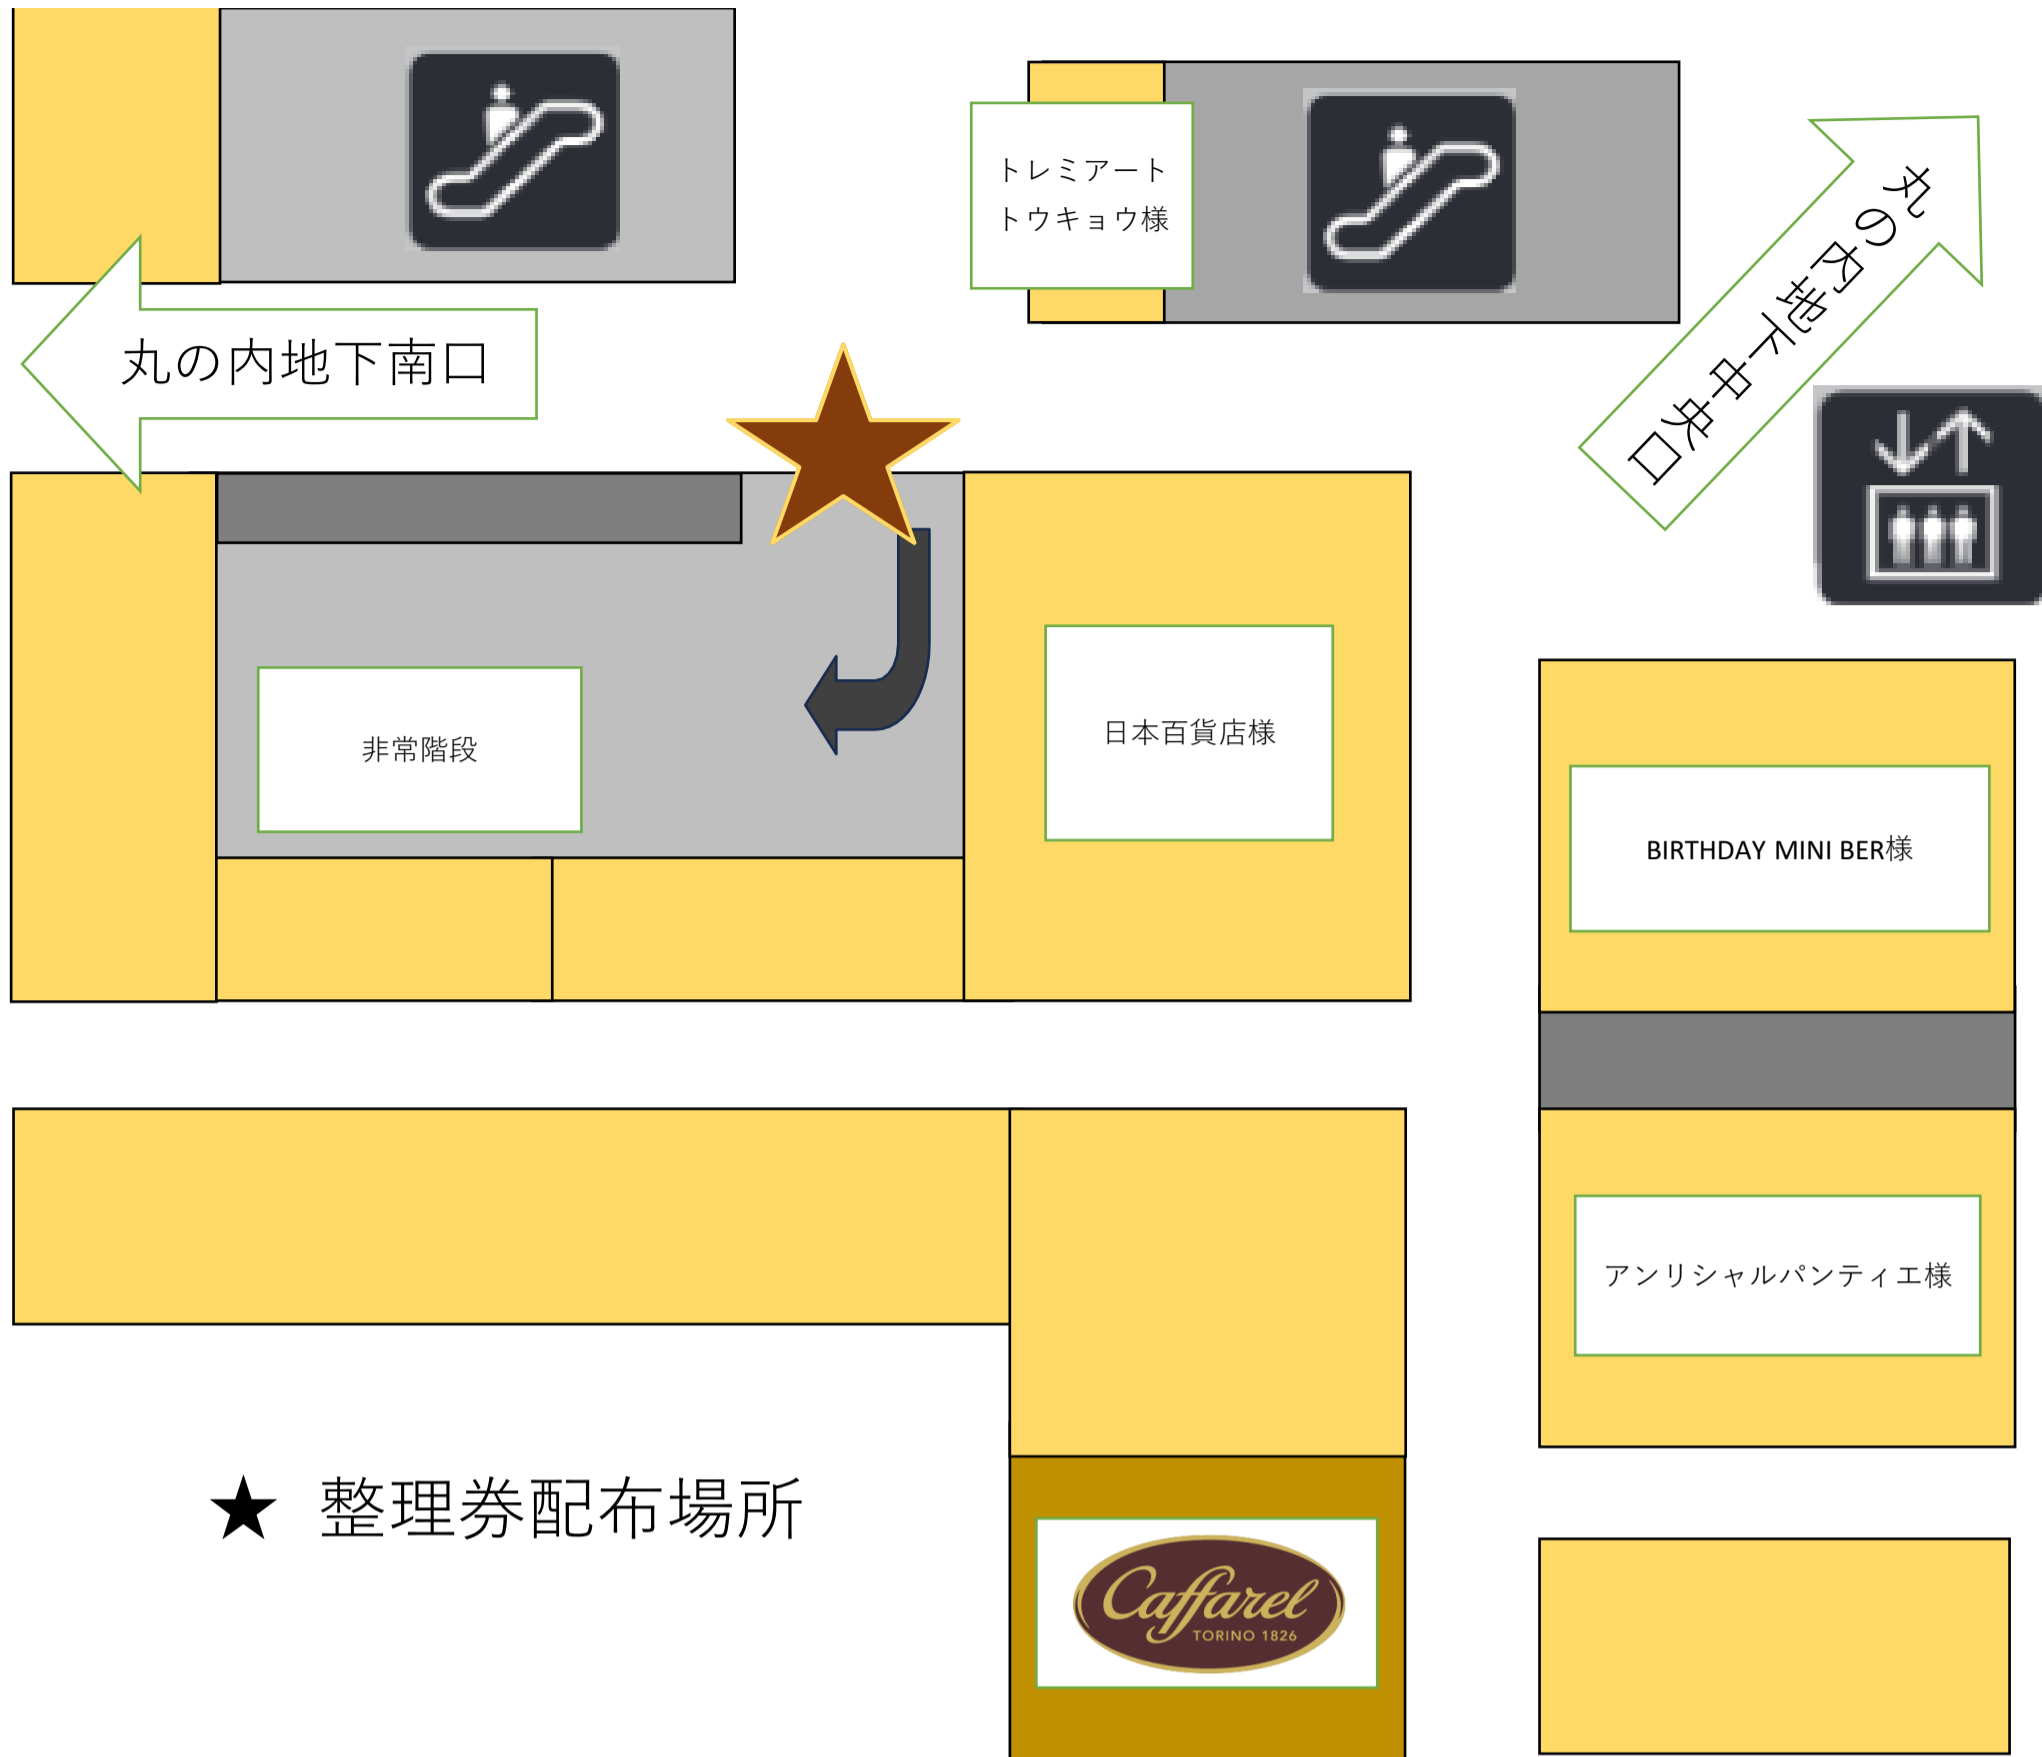 トレミアート
トウキョウ様
丸の内地下中央口
丸の内地下南口
非常階段
日本百貨店様
BIRTHDAY MINI BER様
アンリシャルパンティエ様
★ 整理券配布場所
Caffarel
TORINO 1826